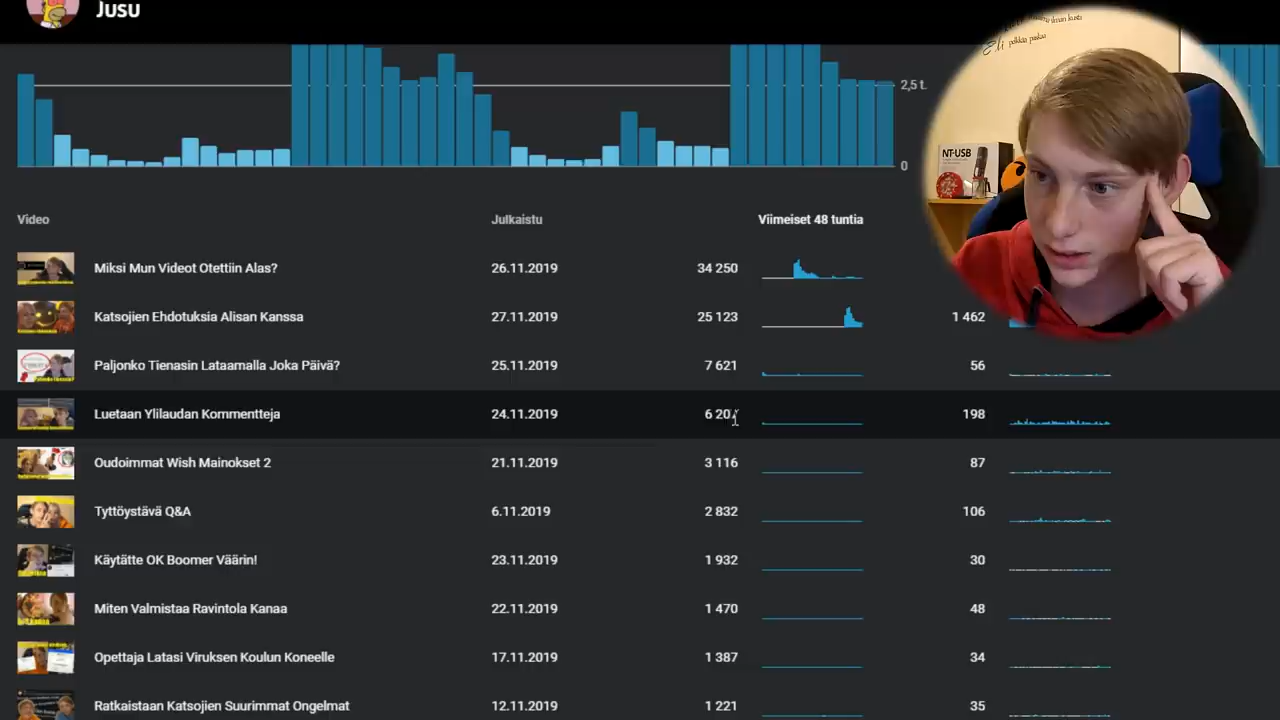 Jusu
2,5 t.
0
NT-USB
Video Julkaistu Viimeiset 48 tuntia
Miksi Mun Videot Otettiin Alas? 26.11.2019 34 250
Katsojien Ehdotuksia Alisan Kanssa 27.11.2019 25 123 1 462
Paljonko Tienasin Lataamalla Joka Päivä? 25.11.2019 7 621 56
Luetaan Ylilaudan Kommentteja 24.11.2019 198
Oudoimmat Wish Mainokset 2 21.11.2019 3 116 87
Tyttöystävä Q&A 6.11.2019 2 832 106
Käytätte OK Boomer Väärin! 23.11.2019 1 932 30
Miten Valmistaa Ravintola Kanaa 22.11.2019 1 470 48
Opettaja Latasi Viruksen Koulun Koneelle 17.11.2019 1 387 34
Ratkaistaan Katsojien Suurimmat Ongelmat 12.11.2019 1 221 35